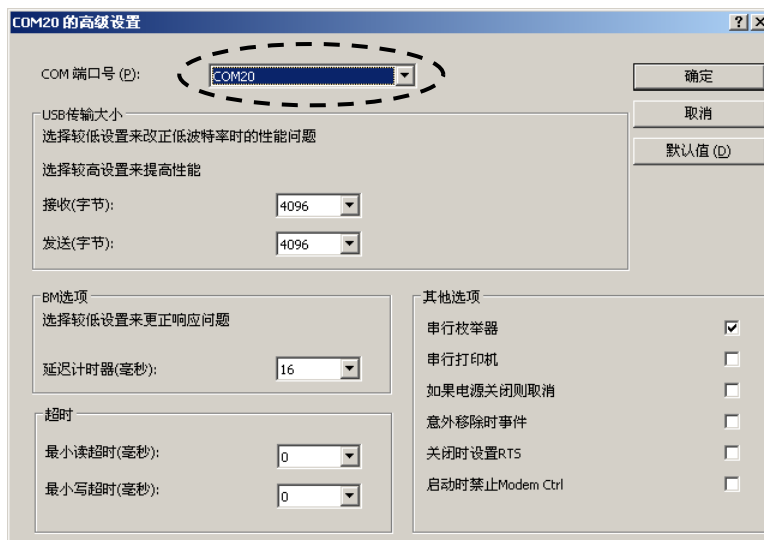 COM20 的高级设置
COM 端口号 (P):
COM20
确定
取消
默认值 (D)
USB传输大小
选择较低设置来改正低波特率时的性能问题
选择较高设置来提高性能
接收(字节):
4096
发送(字节):
4096
BM选项
选择较低设置来更正响应问题
延迟计时器(毫秒):
16
超时
最小读超时(毫秒):
0
最小写超时(毫秒):
0
其他选项
串行枚举器
串行打印机
如果电源关闭则取消
意外移除时事件
关闭时设置RTS
启动时禁止Modem Ctrl